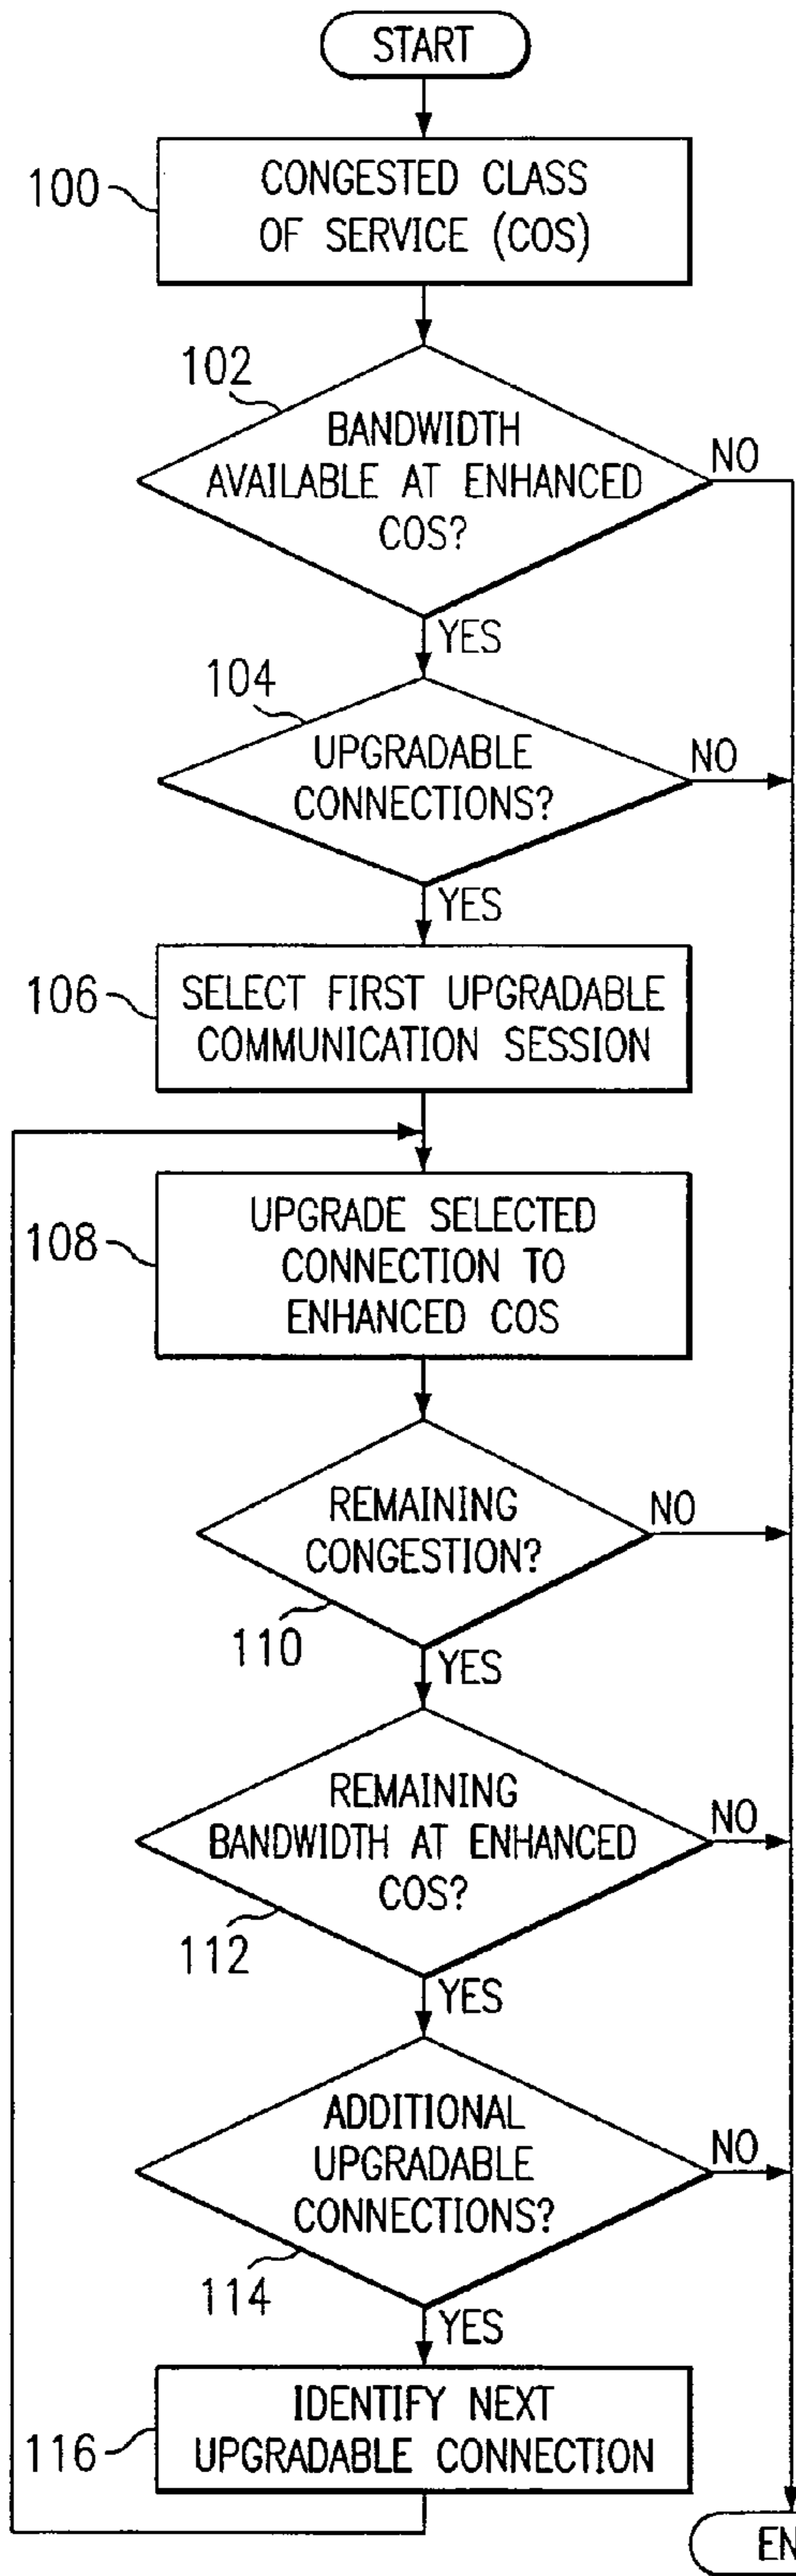 START
100
CONGESTED CLASS
OF SERVICE (COS)
102
BANDWIDTH
AVAILABLE AT ENHANCED
COS?
NO
YES
104
UPGRADABLE
CONNECTIONS?
NO
YES
106
SELECT FIRST UPGRADABLE
COMMUNICATION SESSION
108
UPGRADE SELECTED
CONNECTION TO
ENHANCED COS
REMAINING
CONGESTION?
NO
110
YES
REMAINING
BANDWIDTH AT ENHANCED
COS?
NO
112
YES
ADDITIONAL
UPGRADABLE
CONNECTIONS?
NO
114
YES
116
IDENTIFY NEXT
UPGRADABLE CONNECTION
EN